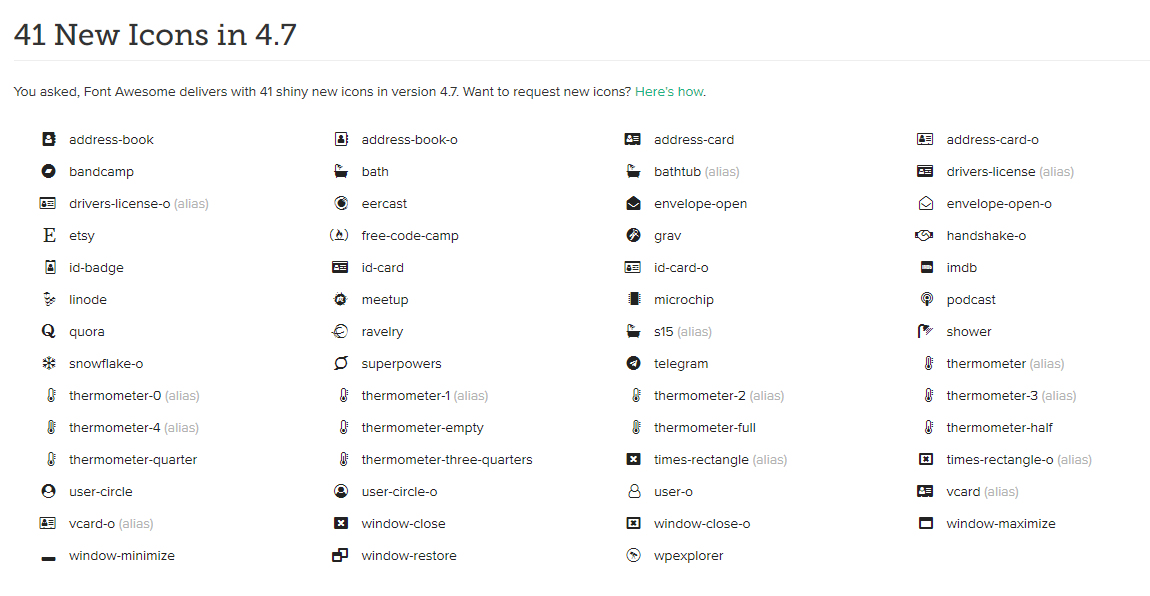 41 New Icons in 4.7
You asked, Font Awesome delivers with 41 shiny new icons in version 4.7. Want to request new icons? Here's how.
address-book address-book-o address-card address-card-o
bandcamp bath bathtub (alias) drivers-license (alias)
drivers-license-o (alias) eercast envelope-open envelope-open-o
etsy free-code-camp grav handshake-o
id-badge id-card id-card-o imdb
linode meetup microchip podcast
quora ravelry s15 (alias) shower
snowflake-o superpowers telegram thermometer (alias)
thermometer-0 (alias) thermometer-1 (alias) thermometer-2 (alias) thermometer-3 (alias)
thermometer-4 (alias) thermometer-empty thermometer-full thermometer-half
thermometer-quarter thermometer-three-quarters times-rectangle (alias) times-rectangle-o (alias)
user-circle user-circle-o user-o vcard (alias)
vcard-o (alias) window-close window-close-o window-maximize
window-minimize window-restore wpexplorer